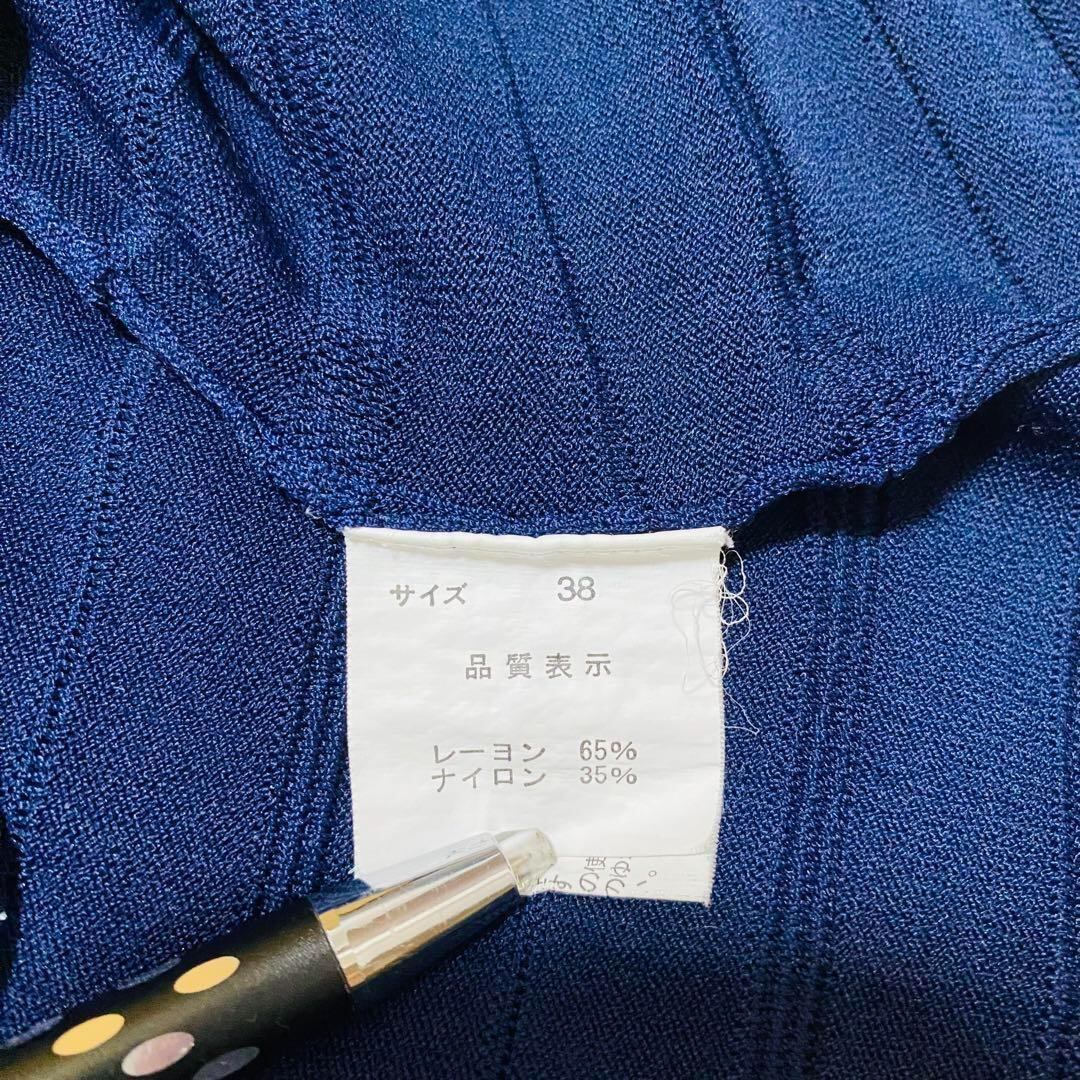 サイズ 38
品質表示
レーヨン 65%
ナイロン 35%